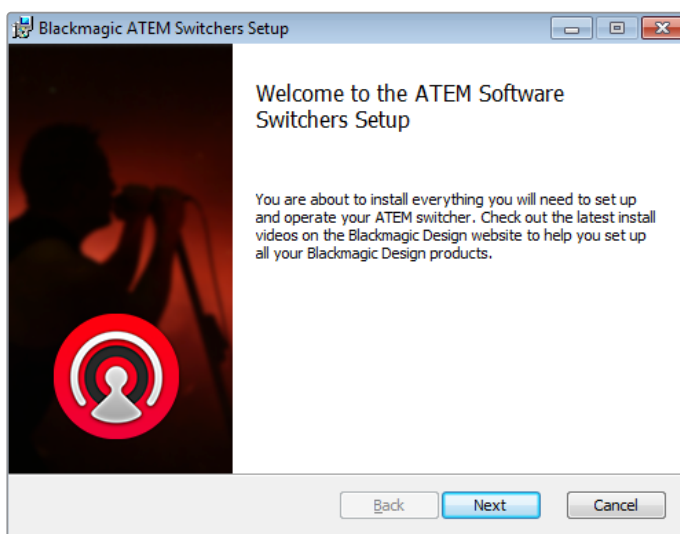 Blackmagic ATEM Switchers Setup
Welcome to the ATEM Software
Switchers Setup
You are about to install everything you will need to set up
and operate your ATEM switcher. Check out the latest install
videos on the Blackmagic Design website to help you set up
all your Blackmagic Design products.
Back
Next
Cancel